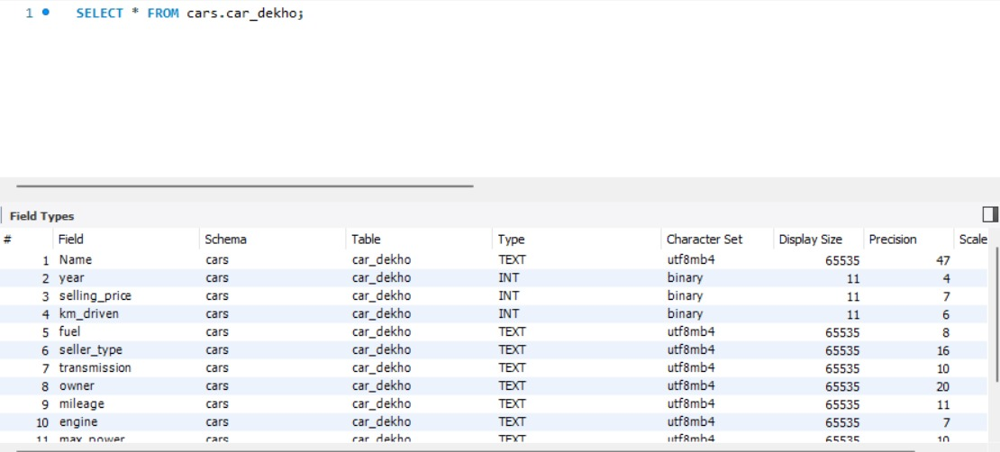 1 SELECT * FROM cars.car_dekho;
Field Types
# Field Schema Table Type Character Set Display Size Precision Scale
1 Name cars car_dekho TEXT utf8mb4 65535 47
2 year cars car_dekho INT binary 11 4
3 selling_price cars car_dekho INT binary 11 7
4 km_driven cars car_dekho INT binary 11 6
5 fuel cars car_dekho TEXT utf8mb4 65535 8
6 seller_type cars car_dekho TEXT utf8mb4 65535 16
7 transmission cars car_dekho TEXT utf8mb4 65535 10
8 owner cars car_dekho TEXT utf8mb4 65535 20
9 mileage cars car_dekho TEXT utf8mb4 65535 11
10 engine cars car_dekho TEXT utf8mb4 65535 7
11 max_power cars car_dekho TEXT utf8mb4 65535 10